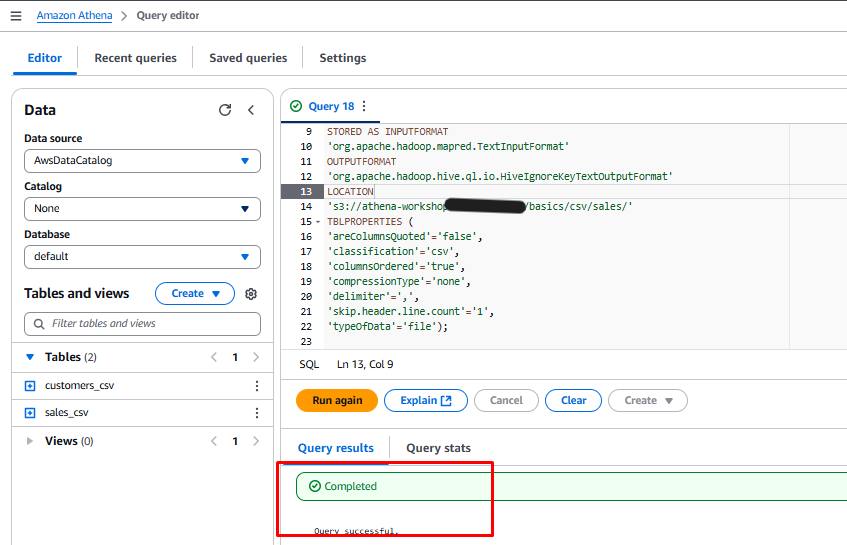 Amazon Athena > Query editor
Editor Recent queries Saved queries Settings
Data
Data source
AwsDataCatalog
Catalog
None
Database
default
Tables and views Create
Filter tables and views
Tables (2) < 1 >
customers_csv
sales_csv
Views (0) < 1 >
Query 18
9 STORED AS INPUTFORMAT
10 'org.apache.hadoop.mapred.TextInputFormat'
11 OUTPUTFORMAT
12 'org.apache.hadoop.hive.ql.io.HiveIgnoreKeyTextOutputFormat'
13 LOCATION
14 's3://athena-workshop /basics/csv/sales/'
15 TBLPROPERTIES (
16 'areColumnsQuoted'='false',
17 'classification'='csv',
18 'columnsOrdered'='true',
19 'compressionType'='none',
20 'delimiter'=',',
21 'skip.header.line.count'='1',
22 'typeOfData'='file');
23
SQL Ln 13, Col 9
Run again Explain Cancel Clear Create
Query results Query stats
Completed
Query successful.